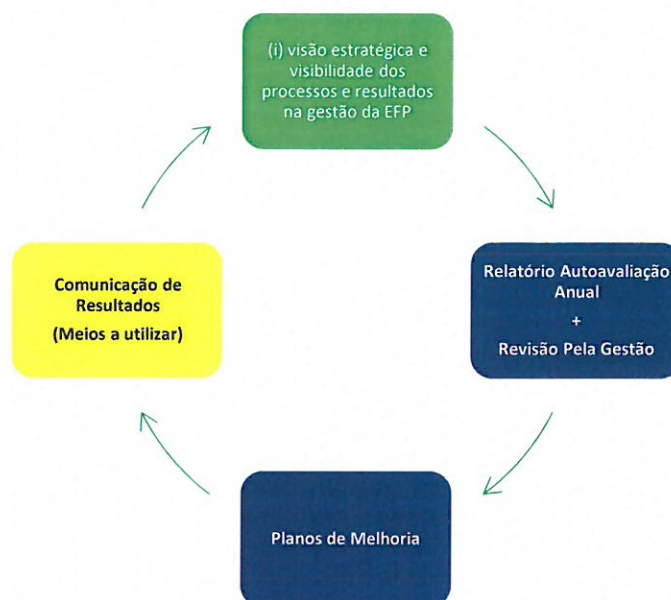 (i) visão estratégica e
visibilidade dos
processos e resultados
na gestão da EFP
Relatório Autoavaliação
Anual
+
Revisão Pela Gestão
Planos de Melhoria
Comunicação de
Resultados
(Meios a utilizar)